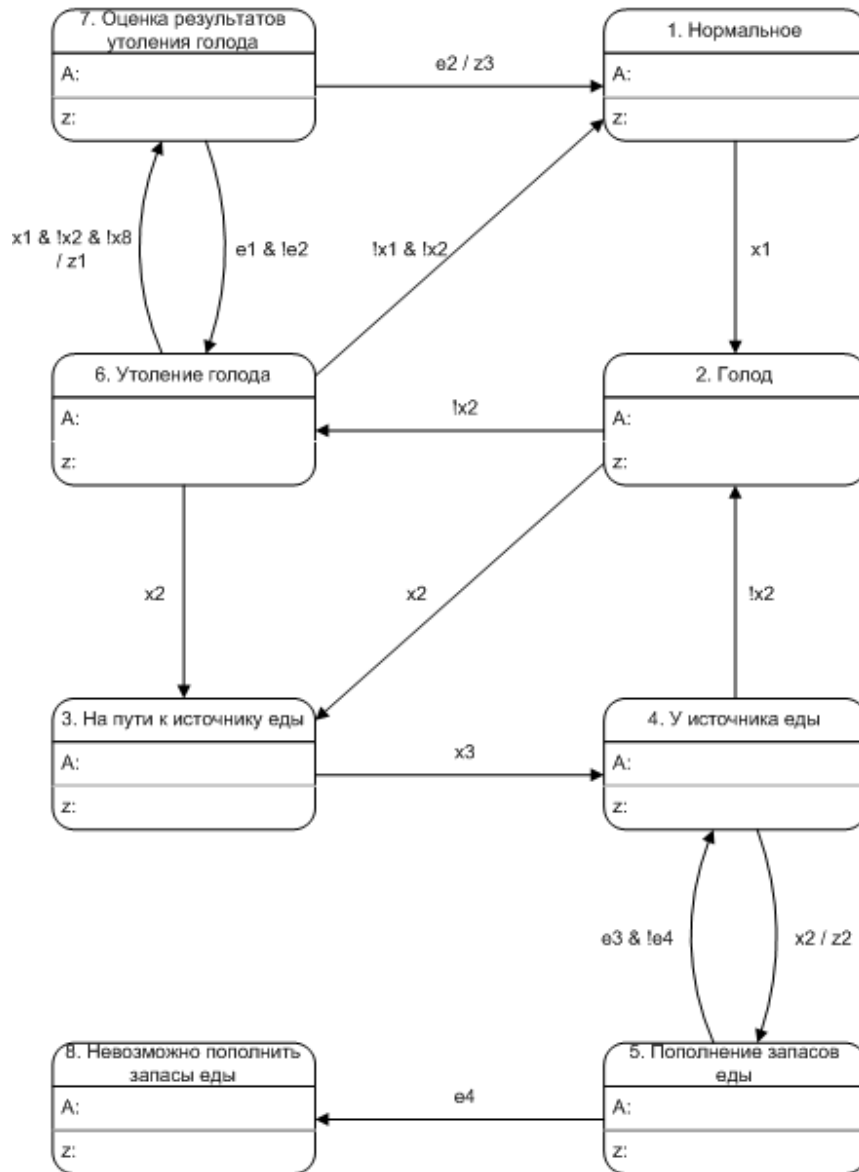 7. Оценка результатов
утоления голода
A:
z:
e2 / z3
1. Нормальное
A:
z:
x1 & !x2 & !x8
/ z1
e1 & !e2
!x1 & !x2
x1
6. Утоление голода
A:
z:
!x2
2. Голод
A:
z:
x2
x2
!x2
3. На пути к источнику еды
A:
z:
x3
4. У источника еды
A:
z:
e3 & !e4
x2 / z2
8. Невозможно пополнить
запасы еды
A:
z:
e4
5. Пополнение запасов
еды
A:
z: